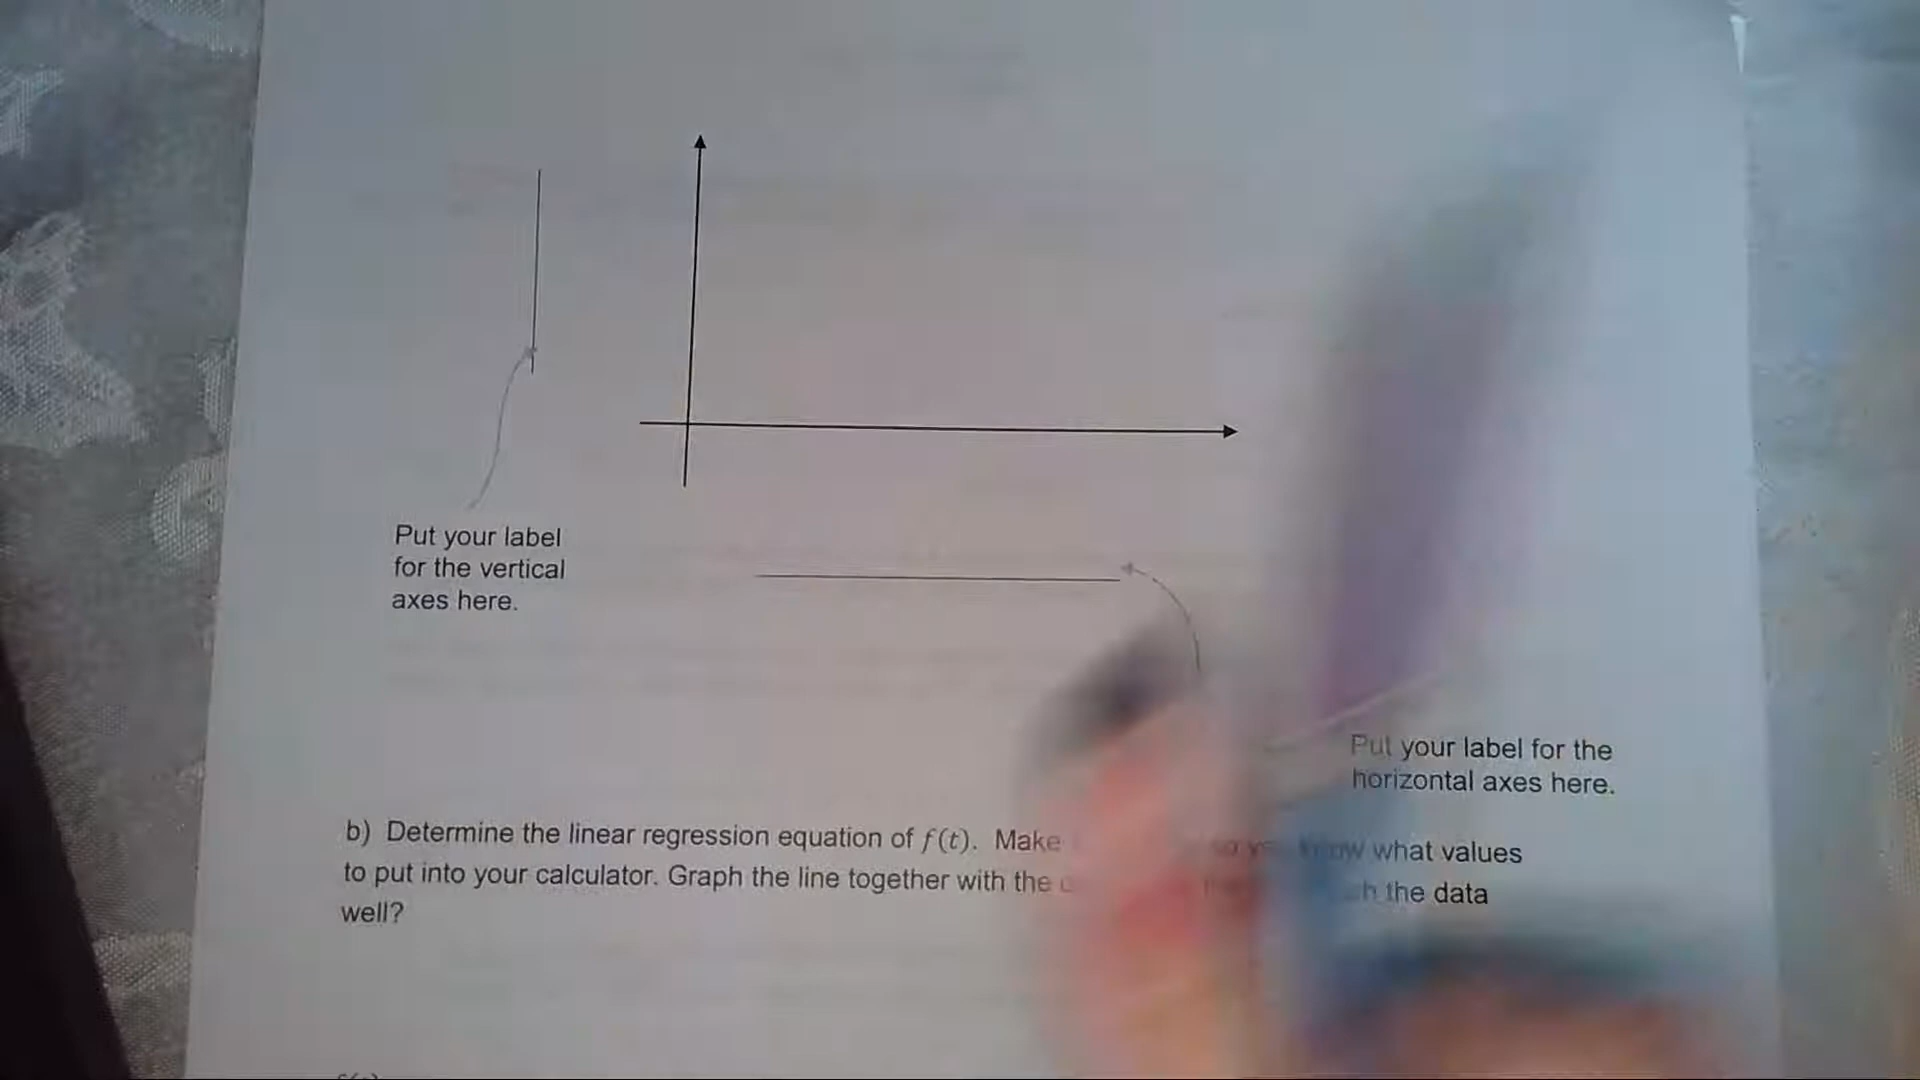 Put your label
for the vertical
axes here.
Put your label for the
horizontal axes here.
b) Determine the linear regression equation of f(t). Make what values
to put into your calculator. Graph the line together with the the data
well?